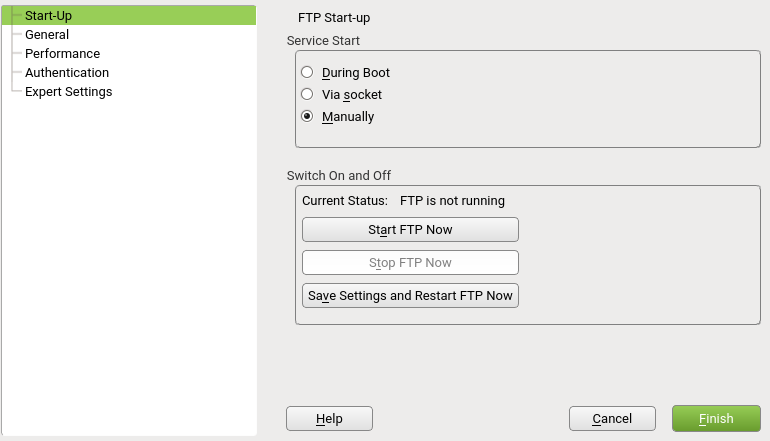 Start-Up
General
Performance
Authentication
Expert Settings
FTP Start-up
Service Start
During Boot
Via socket
Manually
Switch On and Off
Current Status: FTP is not running
Start FTP Now
Stop FTP Now
Save Settings and Restart FTP Now
Help
Cancel
Finish